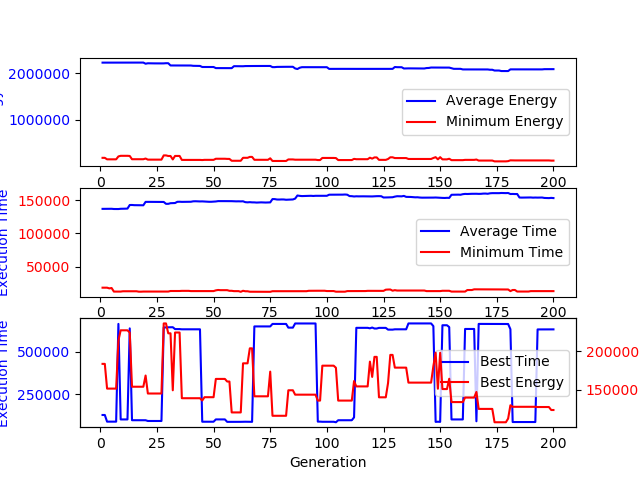 2000000
1000000
Average Energy
Minimum Energy
0 25 50 75 100 125 150 175 200
150000
100000
50000
Execution Time
Average Time
Minimum Time
0 25 50 75 100 125 150 175 200
500000
250000
Execution Time
Best Time
Best Energy
200000
150000
0 25 50 75 100 125 150 175 200
Generation